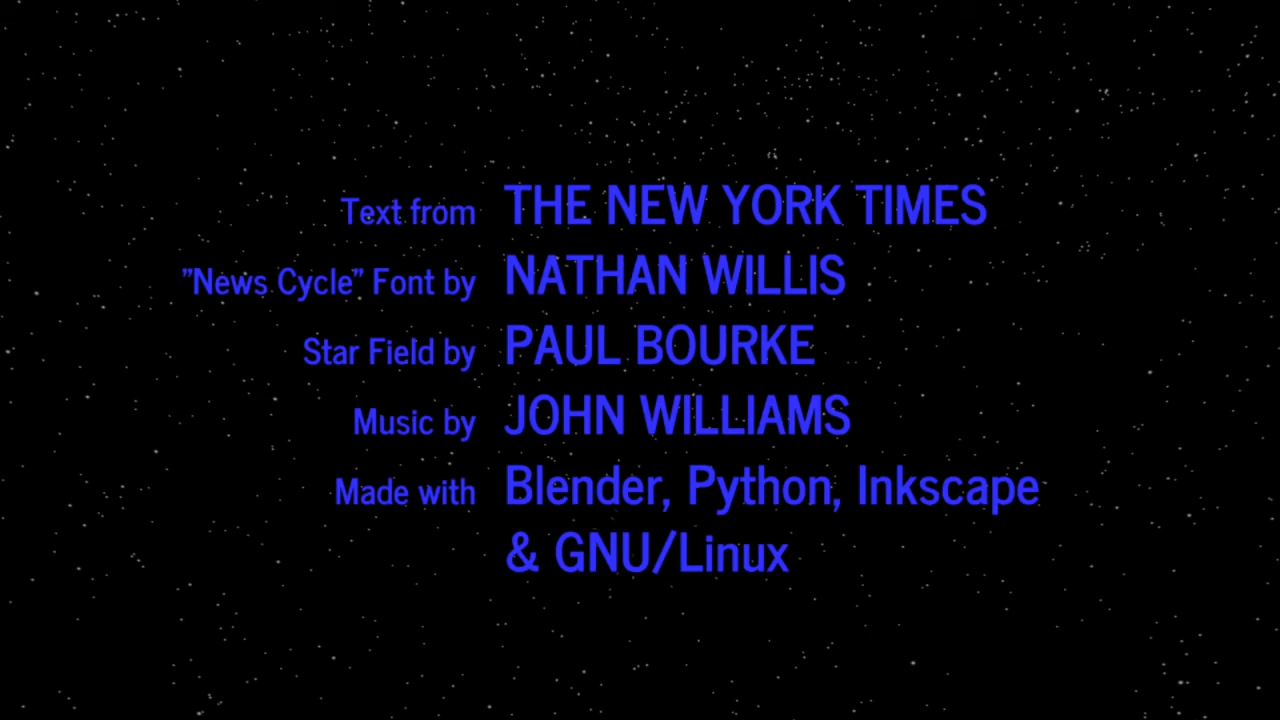 Text from THE NEW YORK TIMES
"News Cycle" Font by NATHAN WILLIS
Star Field by PAUL BOURKE
Music by JOHN WILLIAMS
Made with Blender, Python, Inkscape
& GNU/Linux